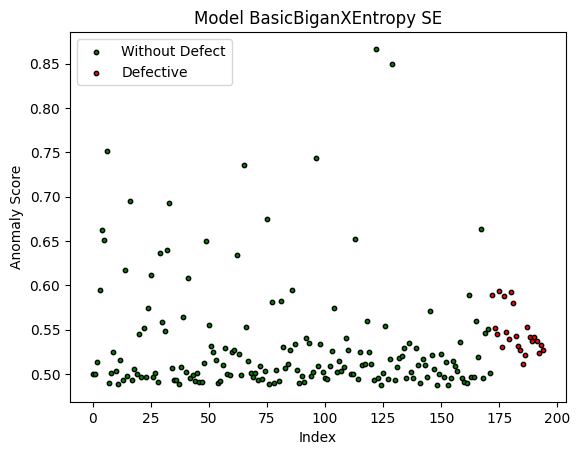 Model BasicBiganXEntropy SE
Without Defect
Defective
Anomaly Score
0.85
0.80
0.75
0.70
0.65
0.60
0.55
0.50
0 25 50 75 100 125 150 175 200
Index